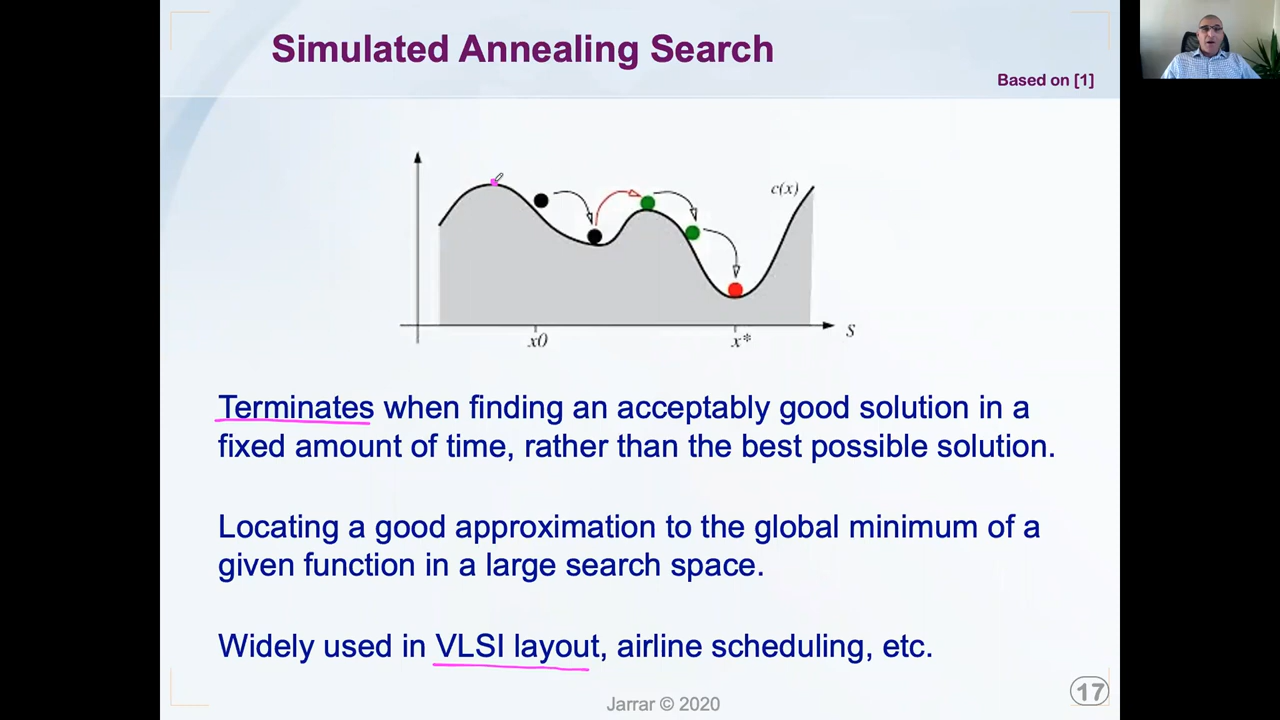 Simulated Annealing Search
Based on [1]
c(x)
S
x0
x*
Terminates when finding an acceptably good solution in a
fixed amount of time, rather than the best possible solution.
Locating a good approximation to the global minimum of a
given function in a large search space.
Widely used in VLSI layout, airline scheduling, etc.
Jarrar © 2020
17